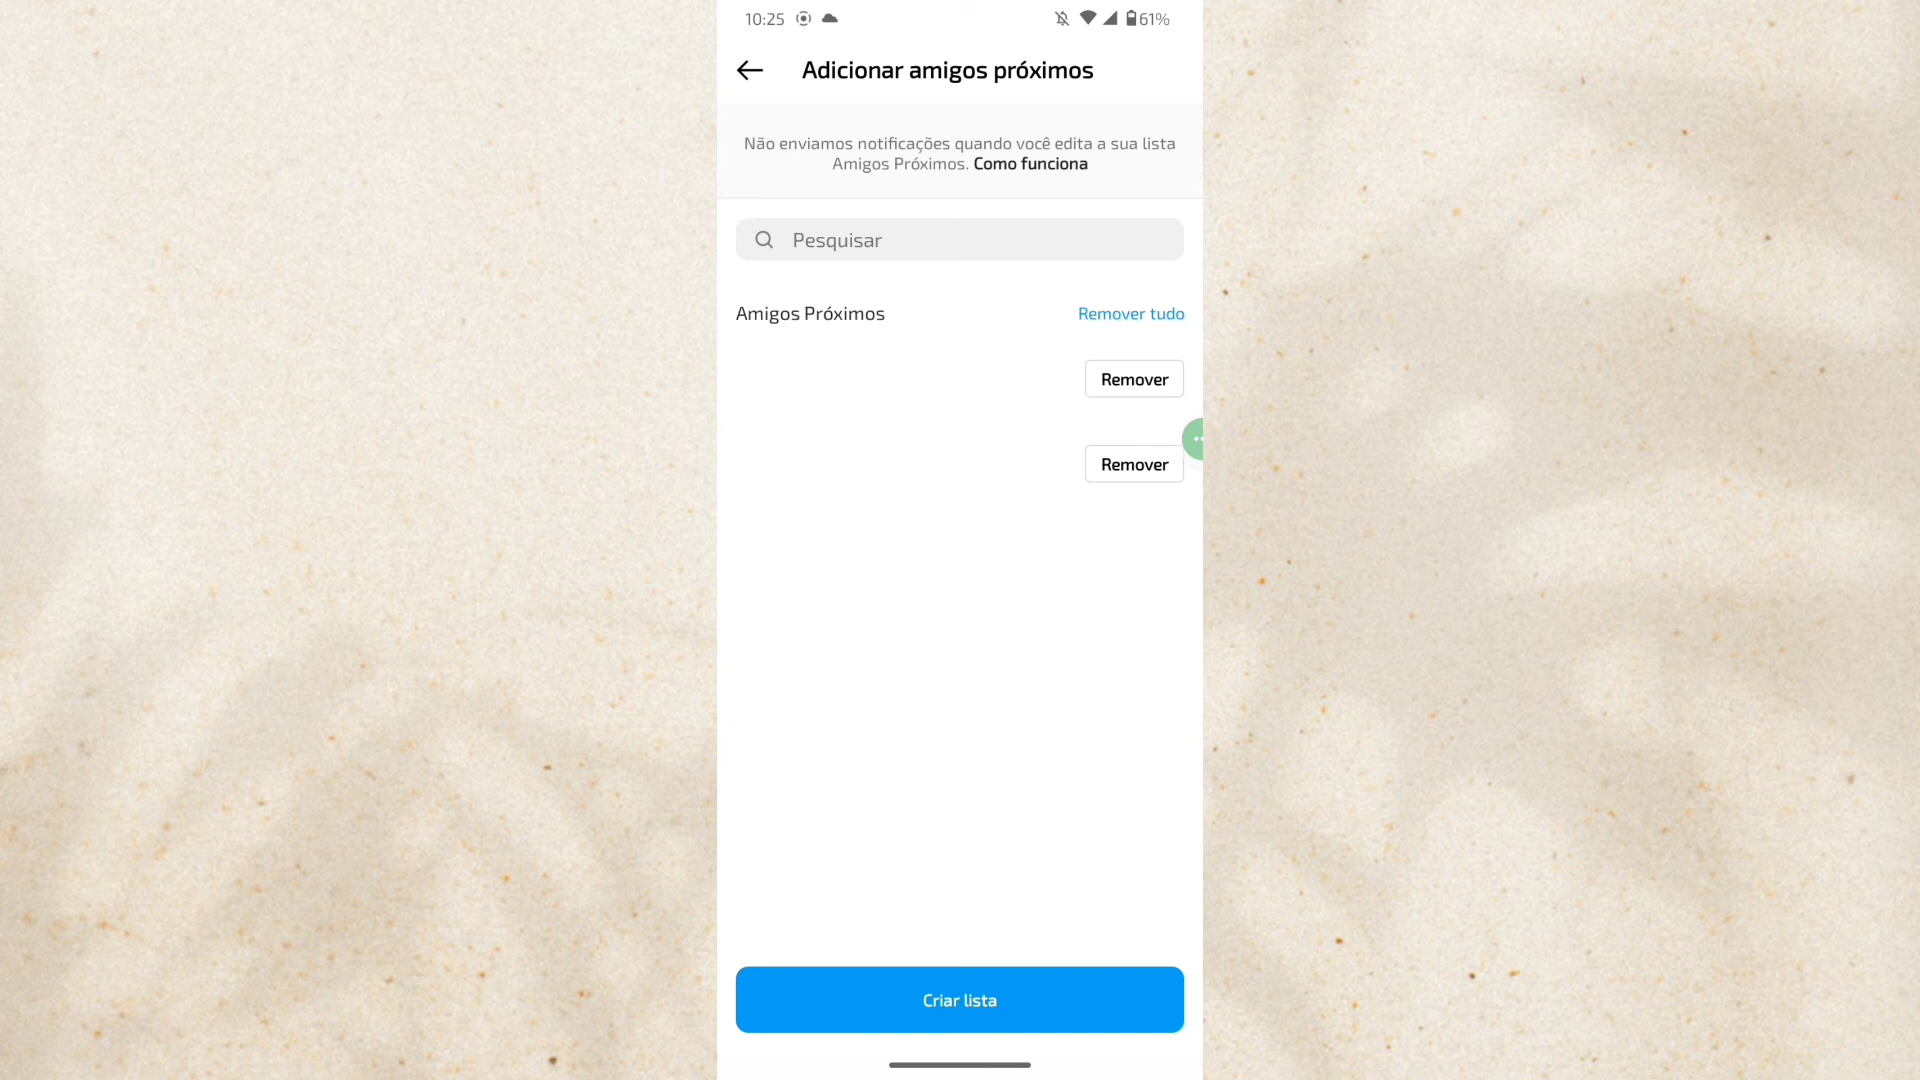 10:25
61%
Adicionar amigos próximos
Não enviamos notificações quando você edita a sua lista
Amigos Próximos. Como funciona
Pesquisar
Amigos Próximos
Remover tudo
Remover
Remover
Criar lista